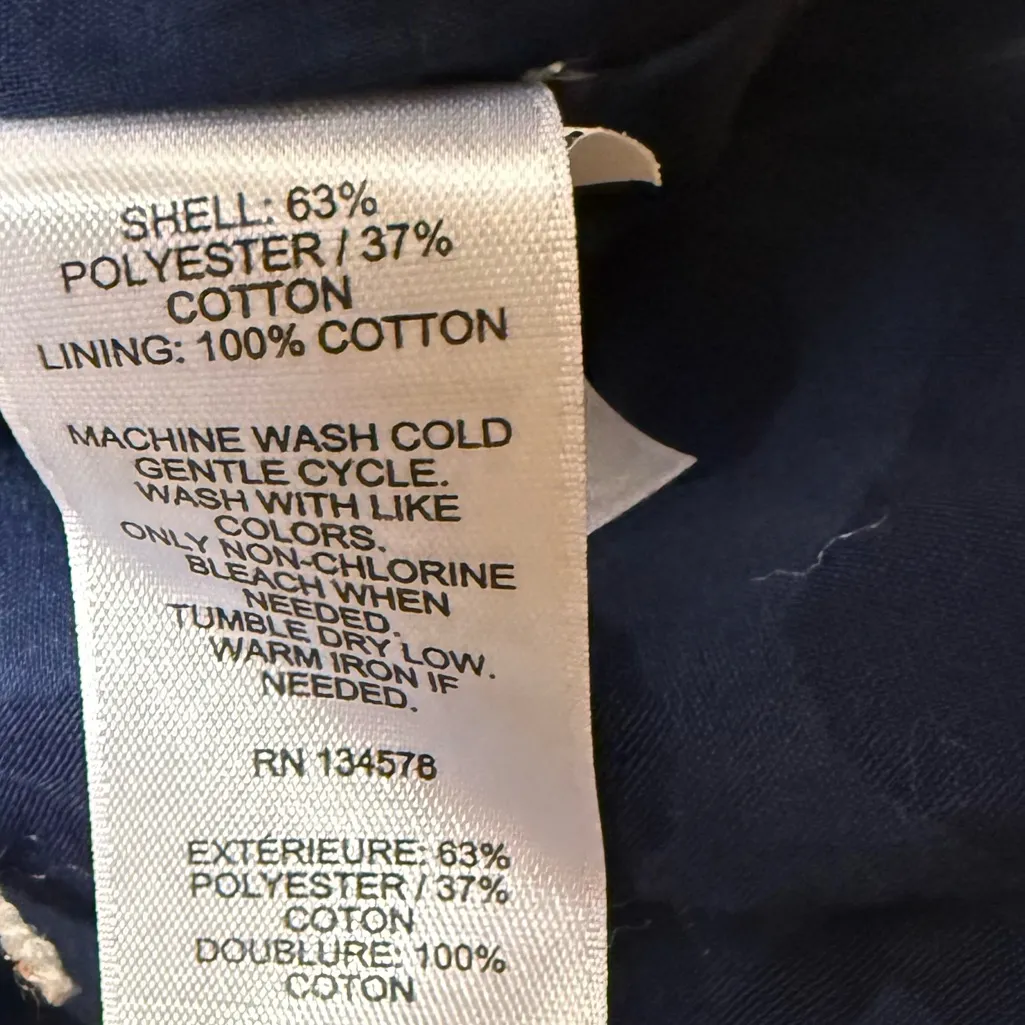 SHELL: 63%
POLYESTER / 37%
COTTON
LINING: 100% COTTON
MACHINE WASH COLD
GENTLE CYCLE.
WASH WITH LIKE
COLORS.
ONLY NON-CHLORINE
BLEACH WHEN
NEEDED.
TUMBLE DRY LOW.
WARM IRON IF
NEEDED.
RN 134578
EXTÉRIEURE: 63%
POLYESTER / 37%
COTON
DOUBLURE: 100%
COTON